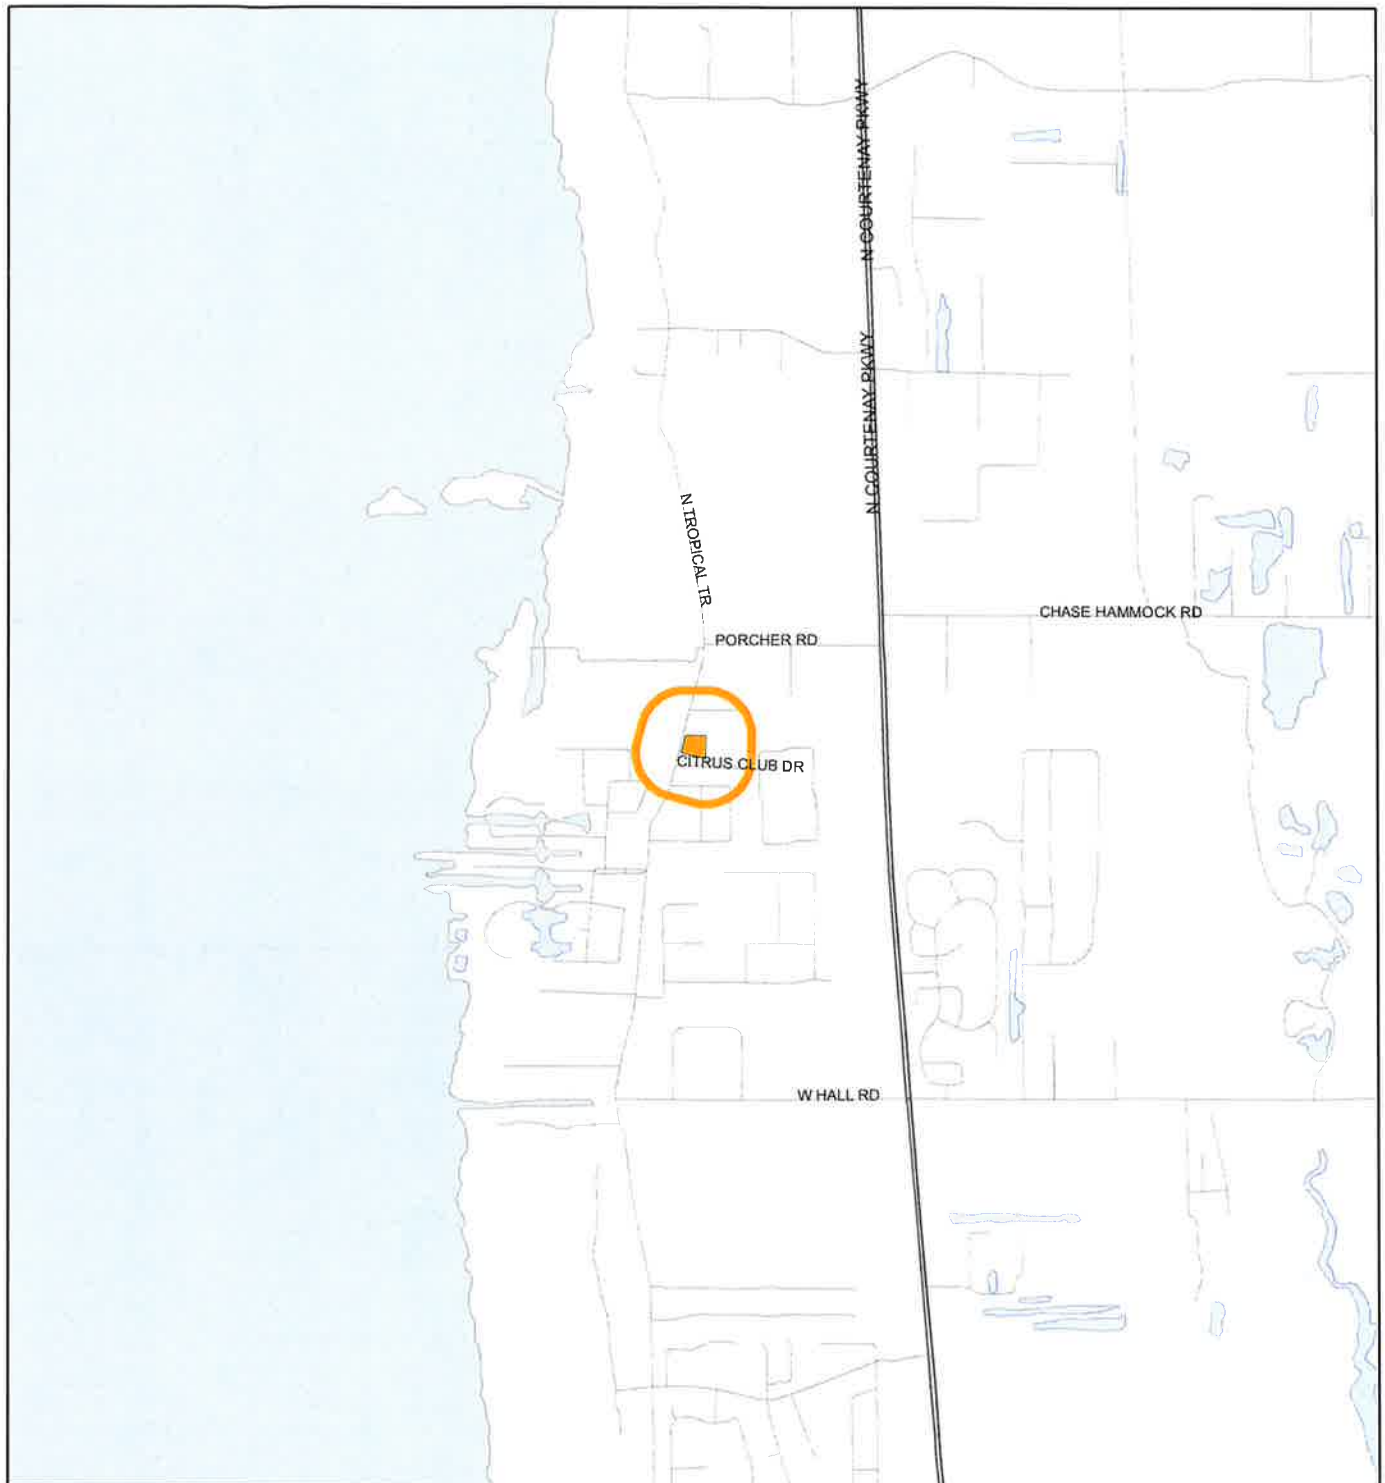 N COURTENAY PKWY
N COURTENAY PKWY
N TROPICAL TR
CHASE HAMMOCK RD
PORCHER RD
CITRUS CLUB DR
W HALL RD